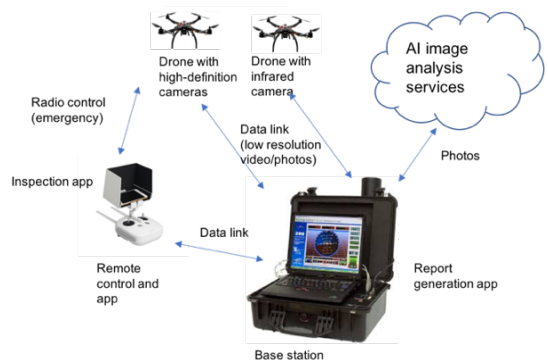 Drone with
high-definition
cameras
Drone with
infrared
camera
AI image
analysis
services
Radio control
(emergency)
Data link
(low resolution
video/photos)
Photos
Inspection app
Data link
Remote
control and
app
Report
generation app
Base station